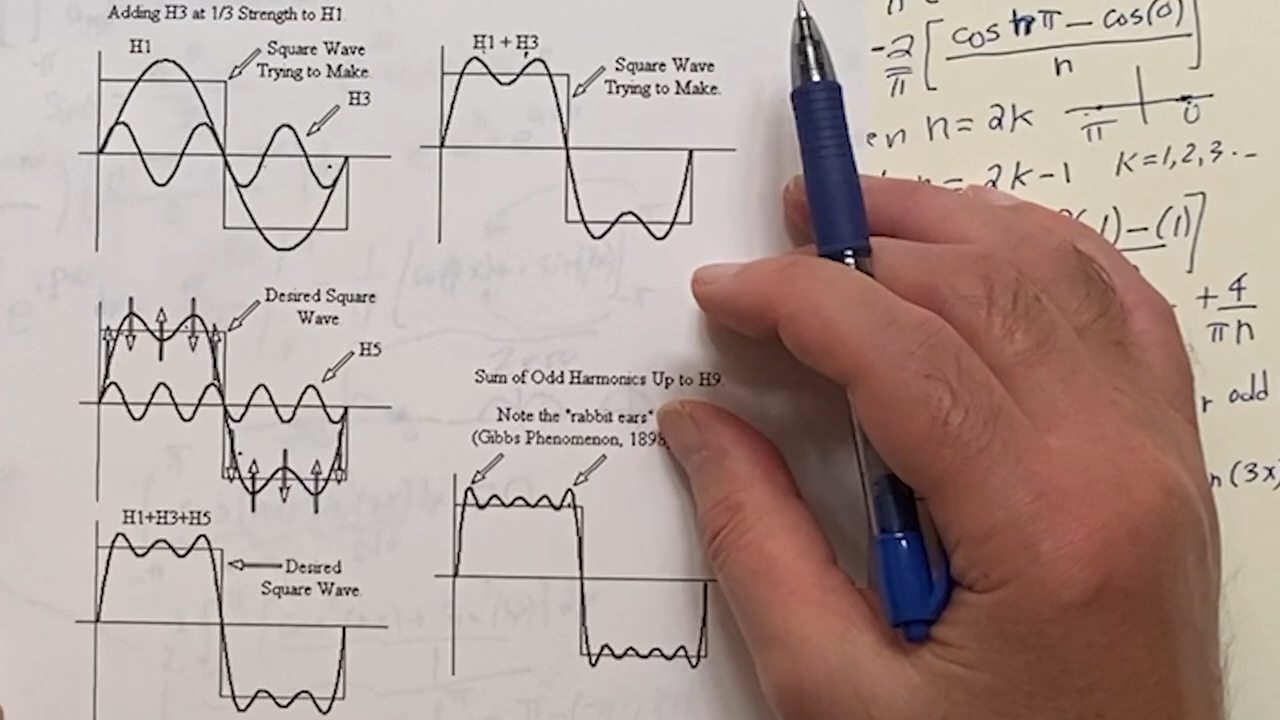 Adding H3 at 1/3 Strength to H1.
H1
Square Wave
Trying to Make.
H3
H1 + H3
Square Wave
Trying to Make.
Desired Square
Wave.
H5
Sum of Odd Harmonics Up to H9.
Note the "rabbit ears"
(Gibbs Phenomenon, 1898
H1+H3+H5
Desired
Square Wave.
-2/π [ cos nπ - cos(0) / n ]
n = 2k
π 0
= 2k-1 K=1,2,3...
1) - (1)]
+ 4/πn
odd
(3x)